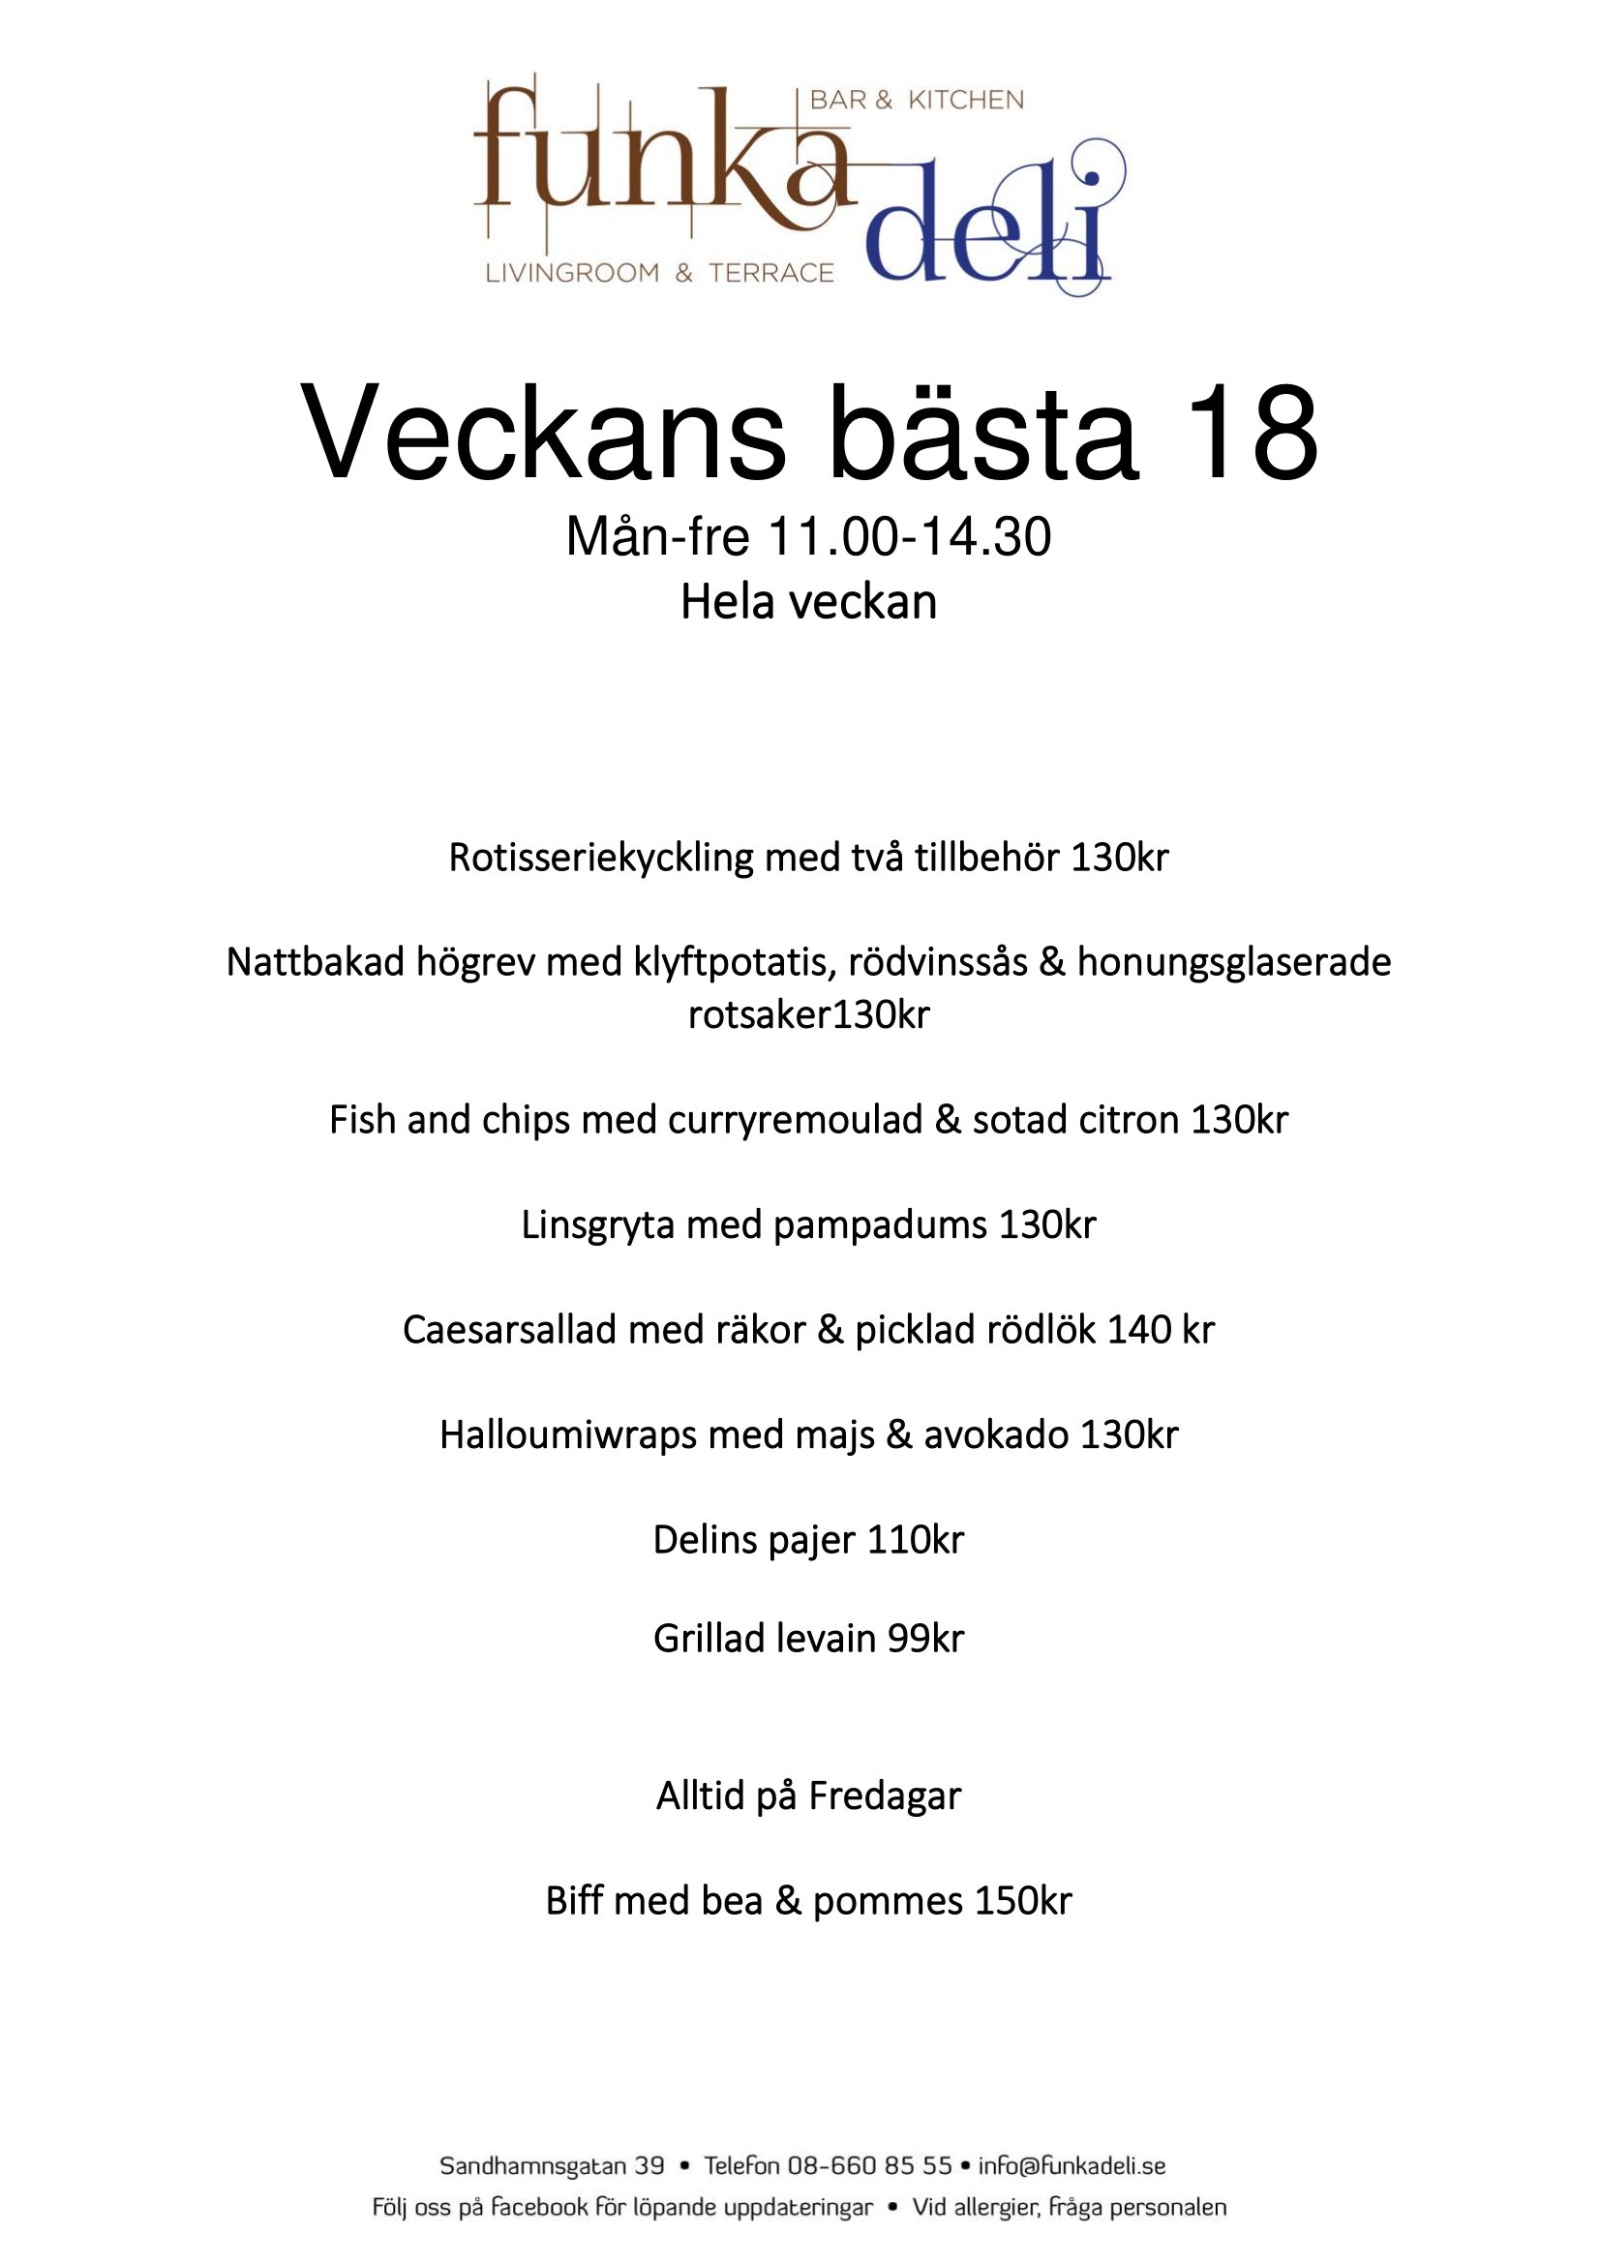 funka deli
BAR & KITCHEN
LIVINGROOM & TERRACE
Veckans bästa 18
Mån-fre 11.00-14.30
Hela veckan
Rotisseriekyckling med två tillbehör 130kr
Nattbakad högrev med klyftpotatis, rödvinssås & honungsglaserade
rotsaker130kr
Fish and chips med curryremoulad & sotad citron 130kr
Linsgryta med pampadums 130kr
Caesarsallad med räkor & picklad rödlök 140 kr
Halloumiwraps med majs & avokado 130kr
Delins pajer 110kr
Grillad levain 99kr
Alltid på Fredagar
Biff med bea & pommes 150kr
Sandhamnsgatan 39 • Telefon 08-660 85 55 • info@funkadeli.se
Följ oss på Facebook för löpande uppdateringar • Vid allergier, fråga personalen